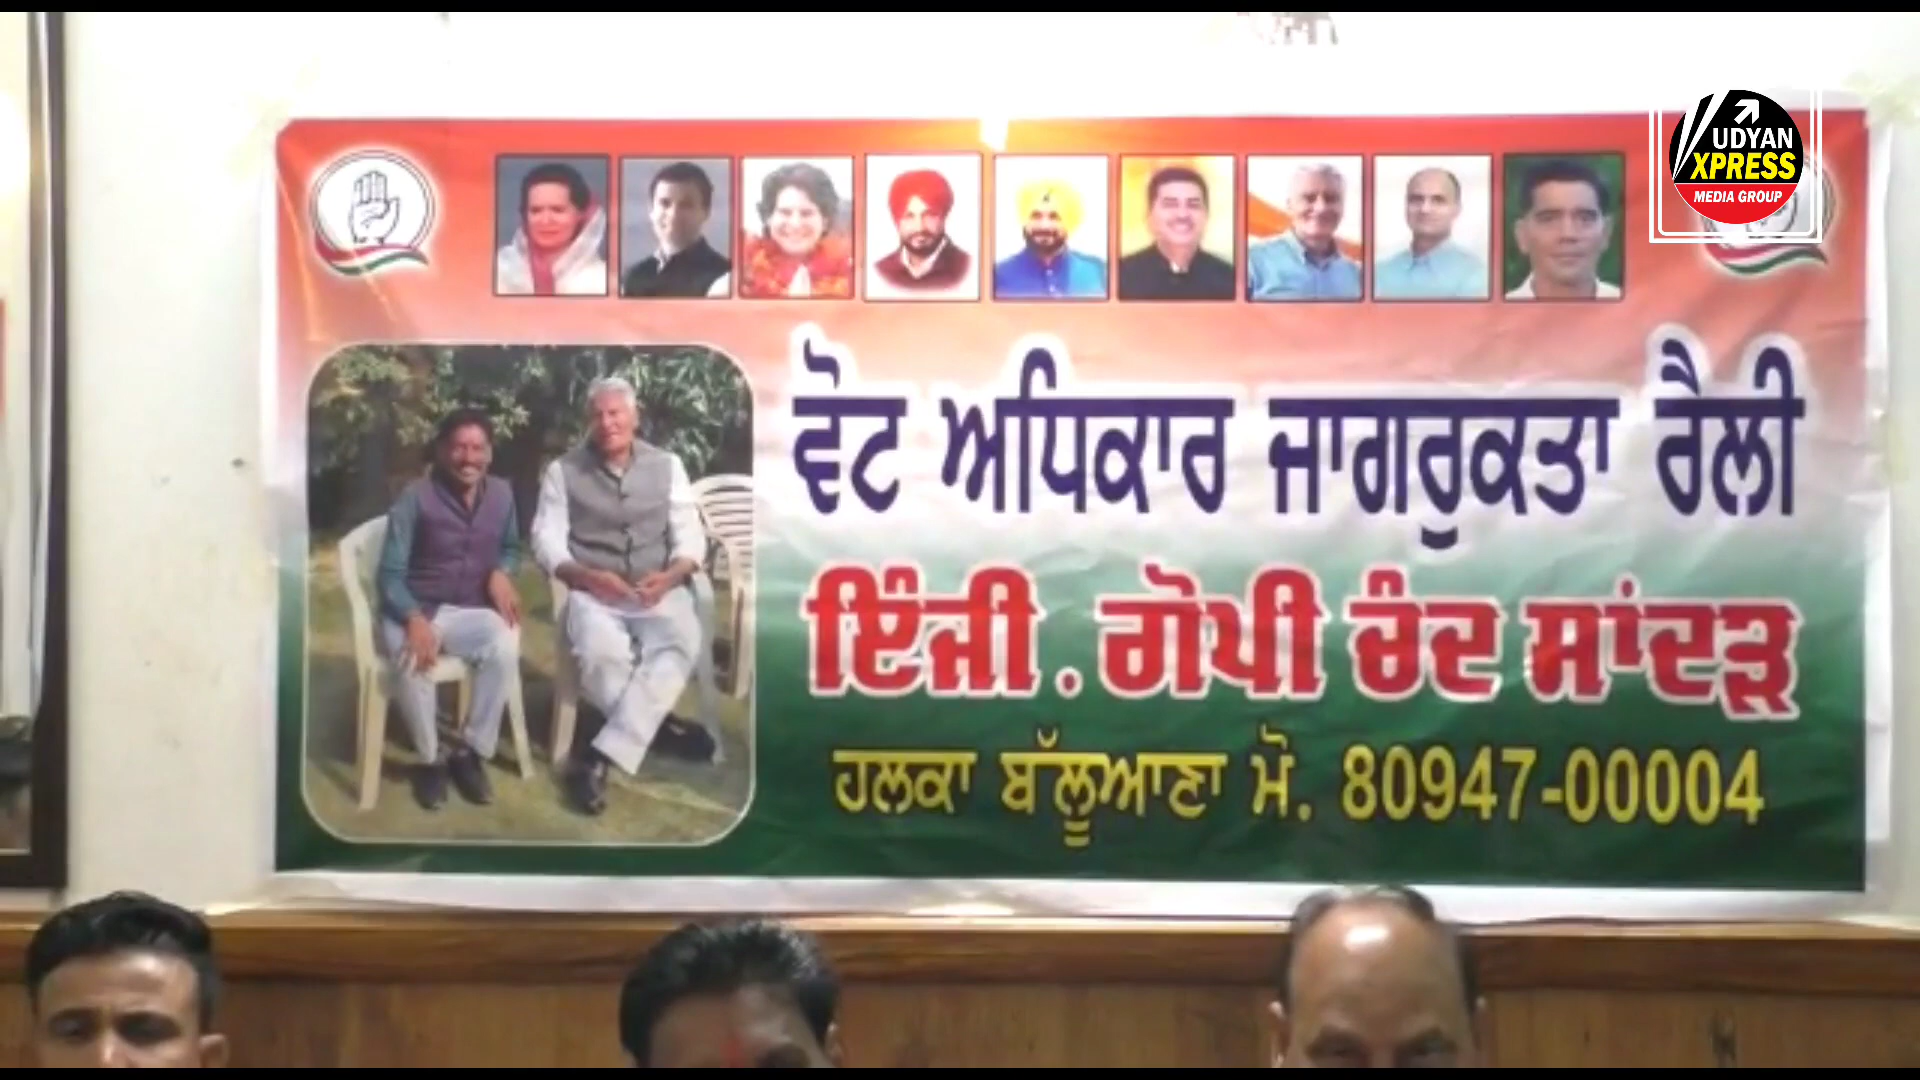 UDYAN
XPRESS
MEDIA GROUP
ਵੋਟ ਅਧਿਕਾਰ ਜਾਗਰੁਕਤਾ ਰੈਲੀ
ਇੰਜੀ. ਗੋਪੀ ਚੰਦ ਸਾਂਦੜ
ਹਲਕਾ ਬੱਲੂਆਣਾ ਮੋ. 80947-00004